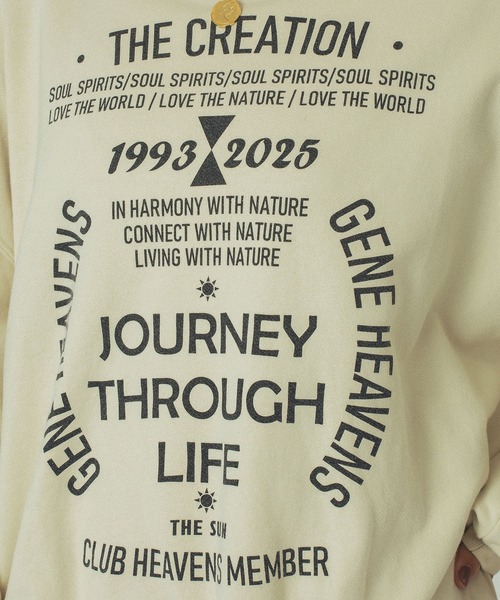 • THE CREATION •
SOUL SPIRITS/SOUL SPIRITS/SOUL SPIRITS/SOUL SPIRITS
LOVE THE WORLD / LOVE THE NATURE / LOVE THE WORLD
1993 2025
IN HARMONY WITH NATURE
CONNECT WITH NATURE
LIVING WITH NATURE
GENE HEAVENS
GENE HEAVENS
JOURNEY
THROUGH
LIFE
THE SUN
CLUB HEAVENS MEMBER